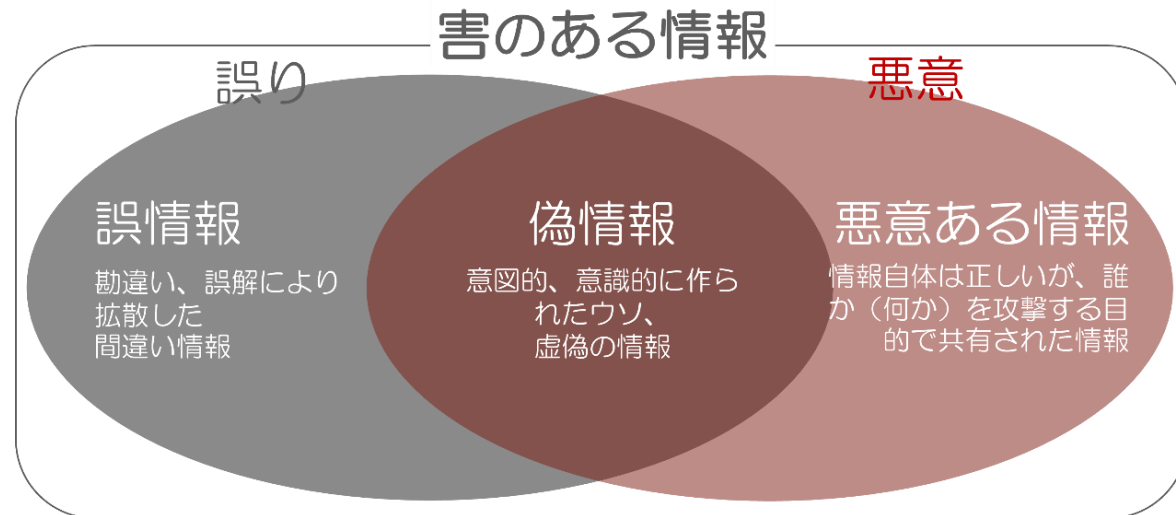 害のある情報
誤り
悪意
誤情報
勘違い、誤解により
拡散した
間違い情報
偽情報
意図的、意識的に作ら
れたウソ、
虚偽の情報
悪意ある情報
情報自体は正しいが、誰
か（何か）を攻撃する目
的で共有された情報